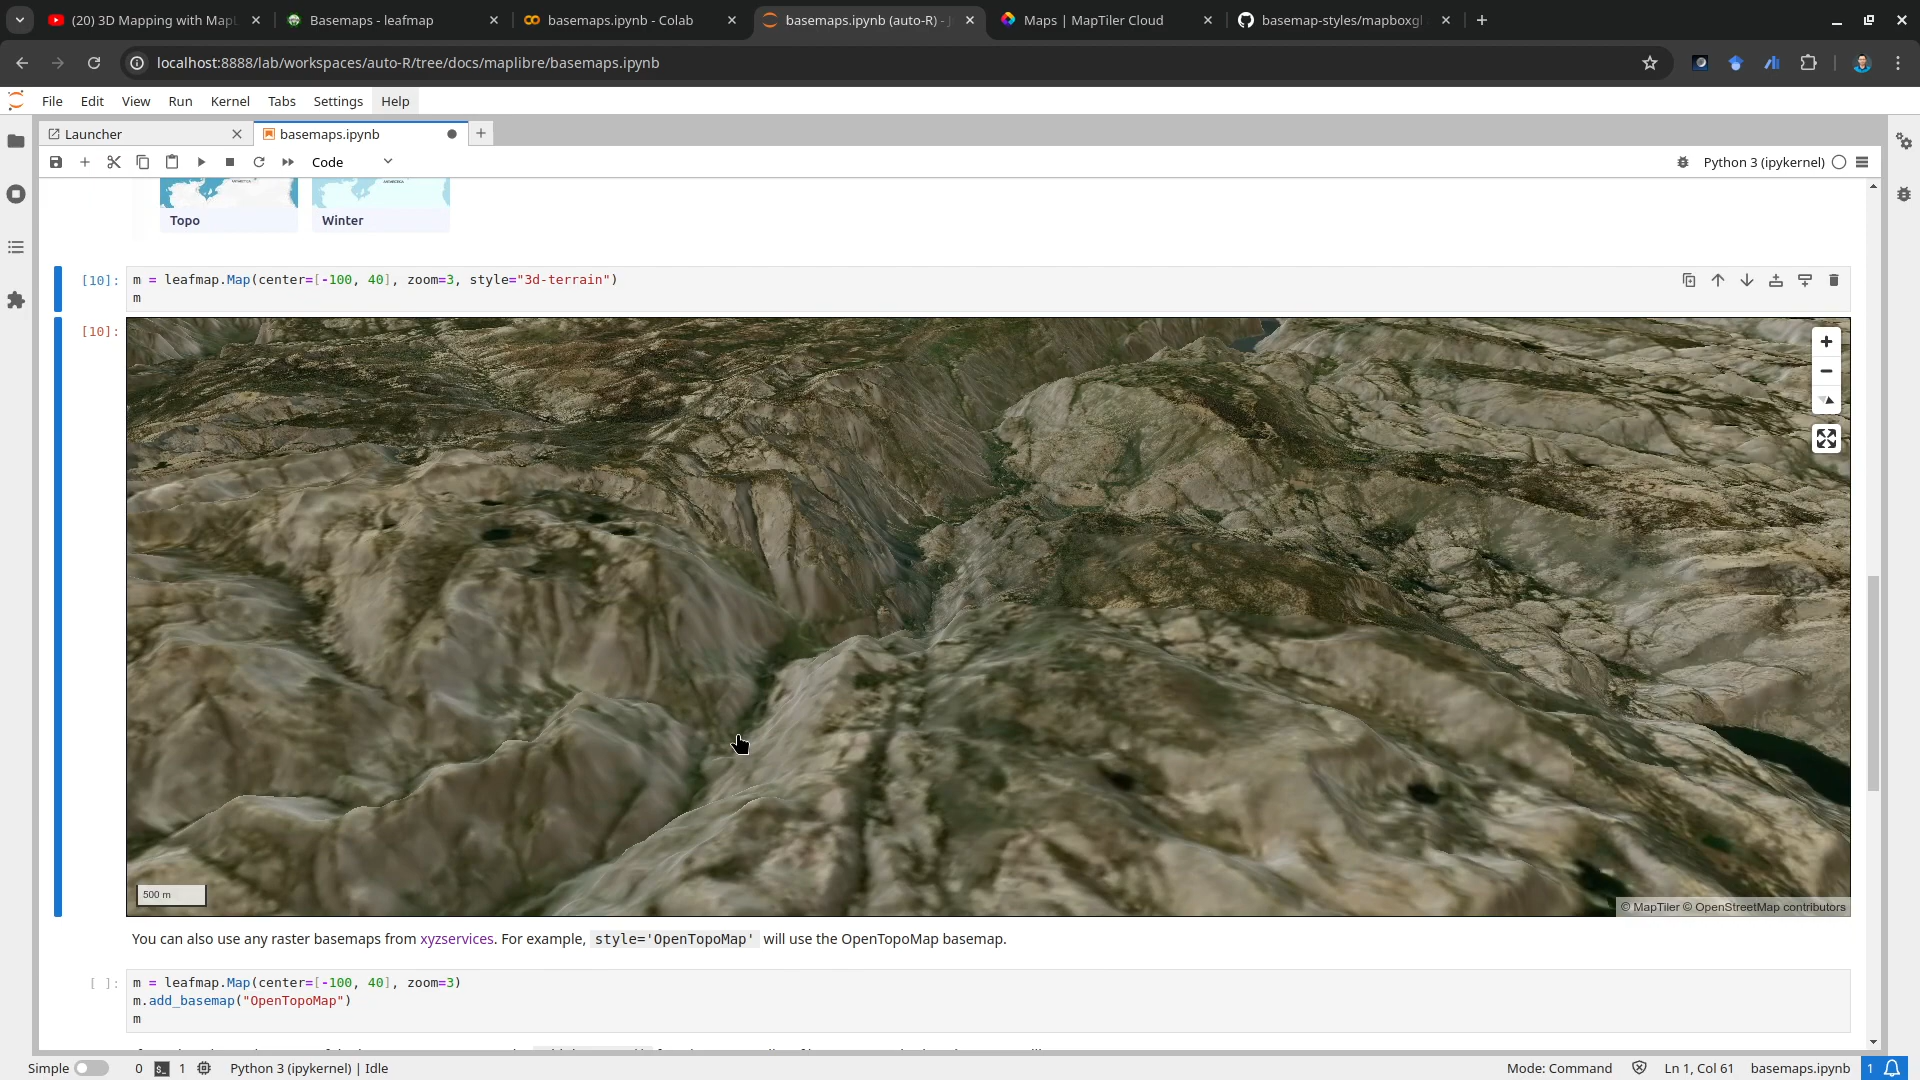 (20) 3D Mapping with MapL
Basemaps - leafmap
basemaps.ipynb - Colab
basemaps.ipynb (auto-R) - J
Maps | MapTiler Cloud
basemap-styles/mapboxgl
localhost:8888/lab/workspaces/auto-R/tree/docs/maplibre/basemaps.ipynb
File Edit View Run Kernel Tabs Settings Help
Launcher
basemaps.ipynb
Code
Python 3 (ipykernel)
Topo
Winter
[10]:
m = leafmap.Map(center=[-100, 40], zoom=3, style="3d-terrain")
m
[10]:
500 m
© MapTiler © OpenStreetMap contributors
You can also use any raster basemaps from xyzservices. For example, style='OpenTopoMap' will use the OpenTopoMap basemap.
[ ]:
m = leafmap.Map(center=[-100, 40], zoom=3)
m.add_basemap("OpenTopoMap")
m
Simple 0 1 Python 3 (ipykernel) | Idle Mode: Command Ln 1, Col 61 basemaps.ipynb 1